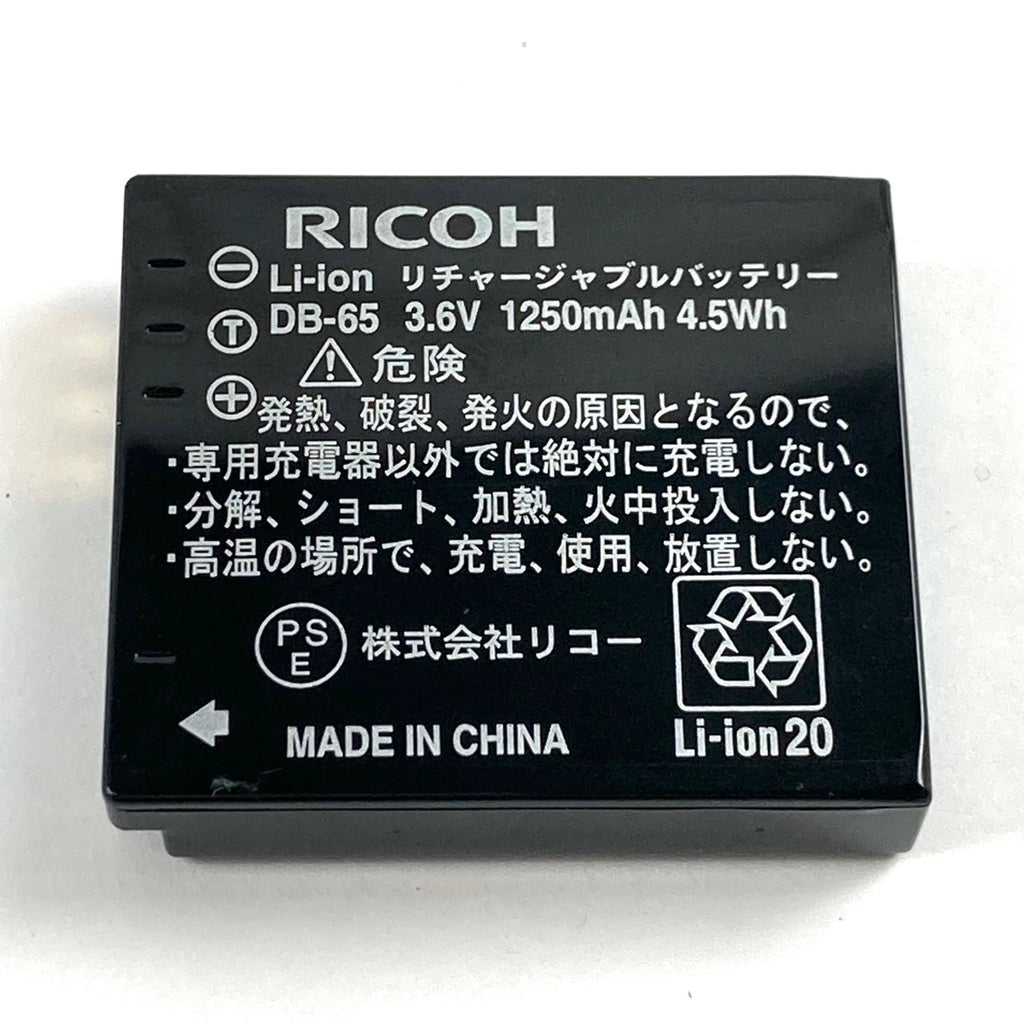 RICOH
Li-ion リチャージャブルバッテリー
DB-65 3.6V 1250mAh 4.5Wh
T
危険
発熱、破裂、発火の原因となるので、
・専用充電器以外では絶対に充電しない。
・分解、ショート、加熱、火中投入しない。
・高温の場所で、充電、使用、放置しない。
PS
E
株式会社リコー
MADE IN CHINA
Li-ion20